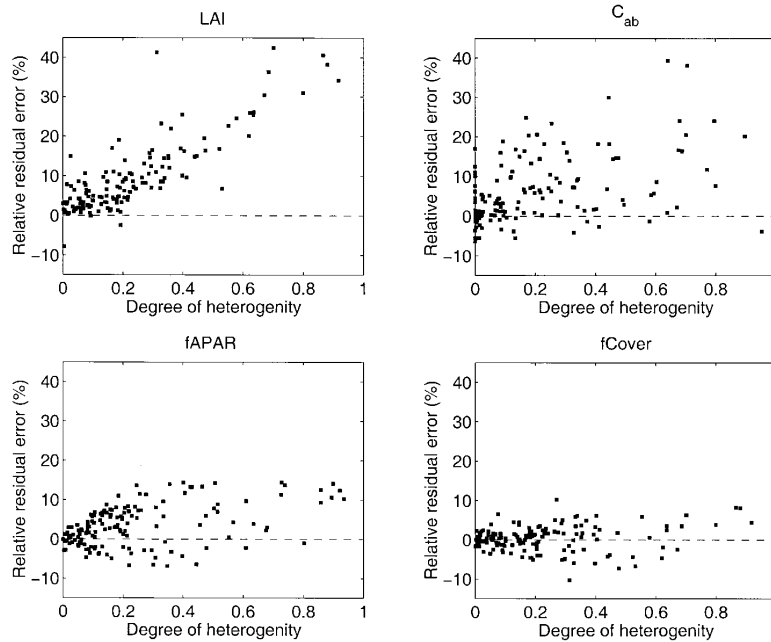 LAI
Relative residual error (%)
40
30
20
10
0
−10
0 0.2 0.4 0.6 0.8 1
Degree of heterogenity
C_ab
Relative residual error (%)
40
30
20
10
0
−10
0 0.2 0.4 0.6 0.8
Degree of heterogenity
fAPAR
Relative residual error (%)
40
30
20
10
0
−10
0 0.2 0.4 0.6 0.8 1
Degree of heterogenity
fCover
Relative residual error (%)
40
30
20
10
0
−10
0 0.2 0.4 0.6 0.8
Degree of heterogenity